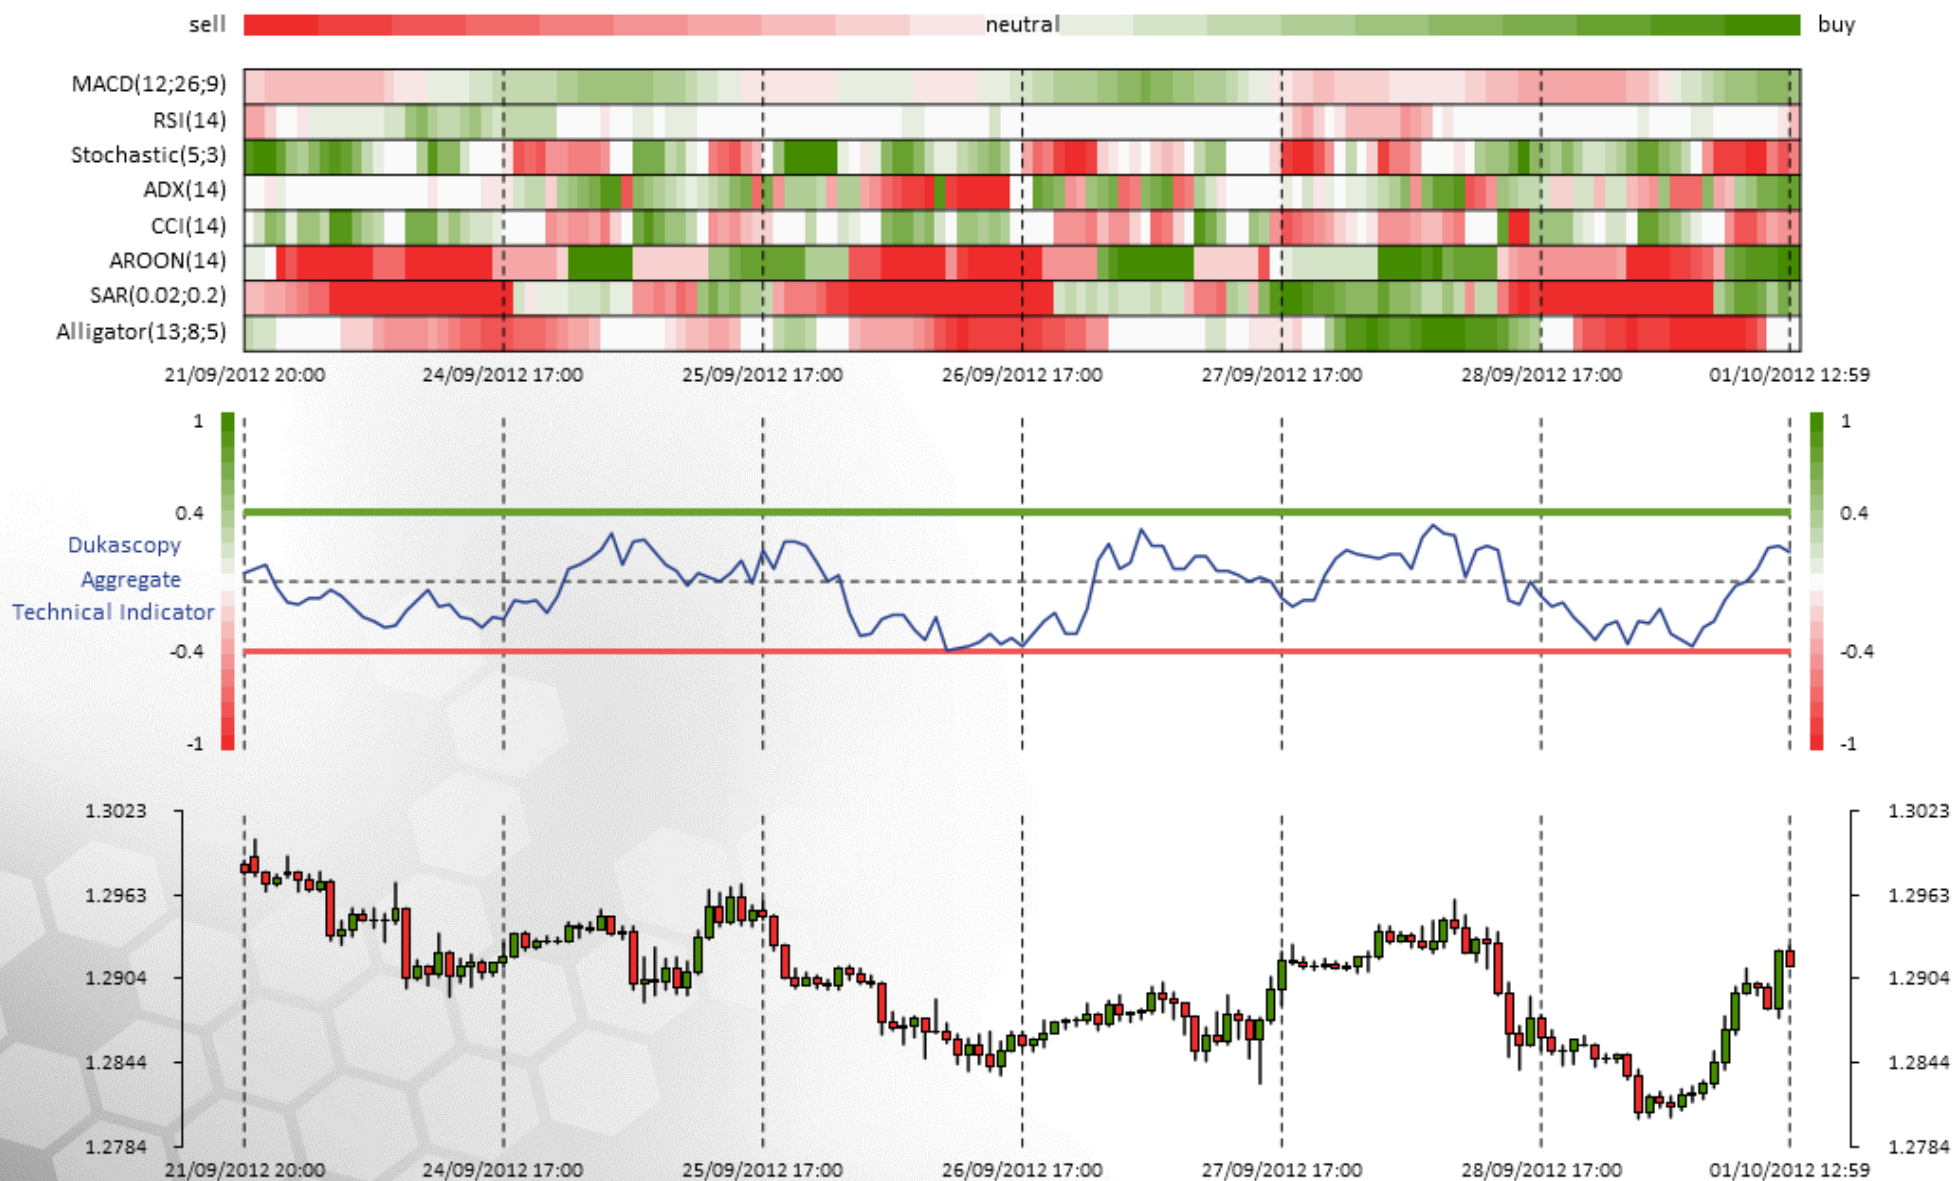 sell neutral buy
MACD(12;26;9)
RSI(14)
Stochastic(5;3)
ADX(14)
CCI(14)
AROON(14)
SAR(0.02;0.2)
Alligator(13;8;5)
21/09/2012 20:00 24/09/2012 17:00 25/09/2012 17:00 26/09/2012 17:00 27/09/2012 17:00 28/09/2012 17:00 01/10/2012 12:59
1 1
0.4 0.4
Dukascopy
Aggregate
Technical Indicator
-0.4 -0.4
-1 -1
1.3023 1.3023
1.2963 1.2963
1.2904 1.2904
1.2844 1.2844
1.2784 1.2784
21/09/2012 20:00 24/09/2012 17:00 25/09/2012 17:00 26/09/2012 17:00 27/09/2012 17:00 28/09/2012 17:00 01/10/2012 12:59